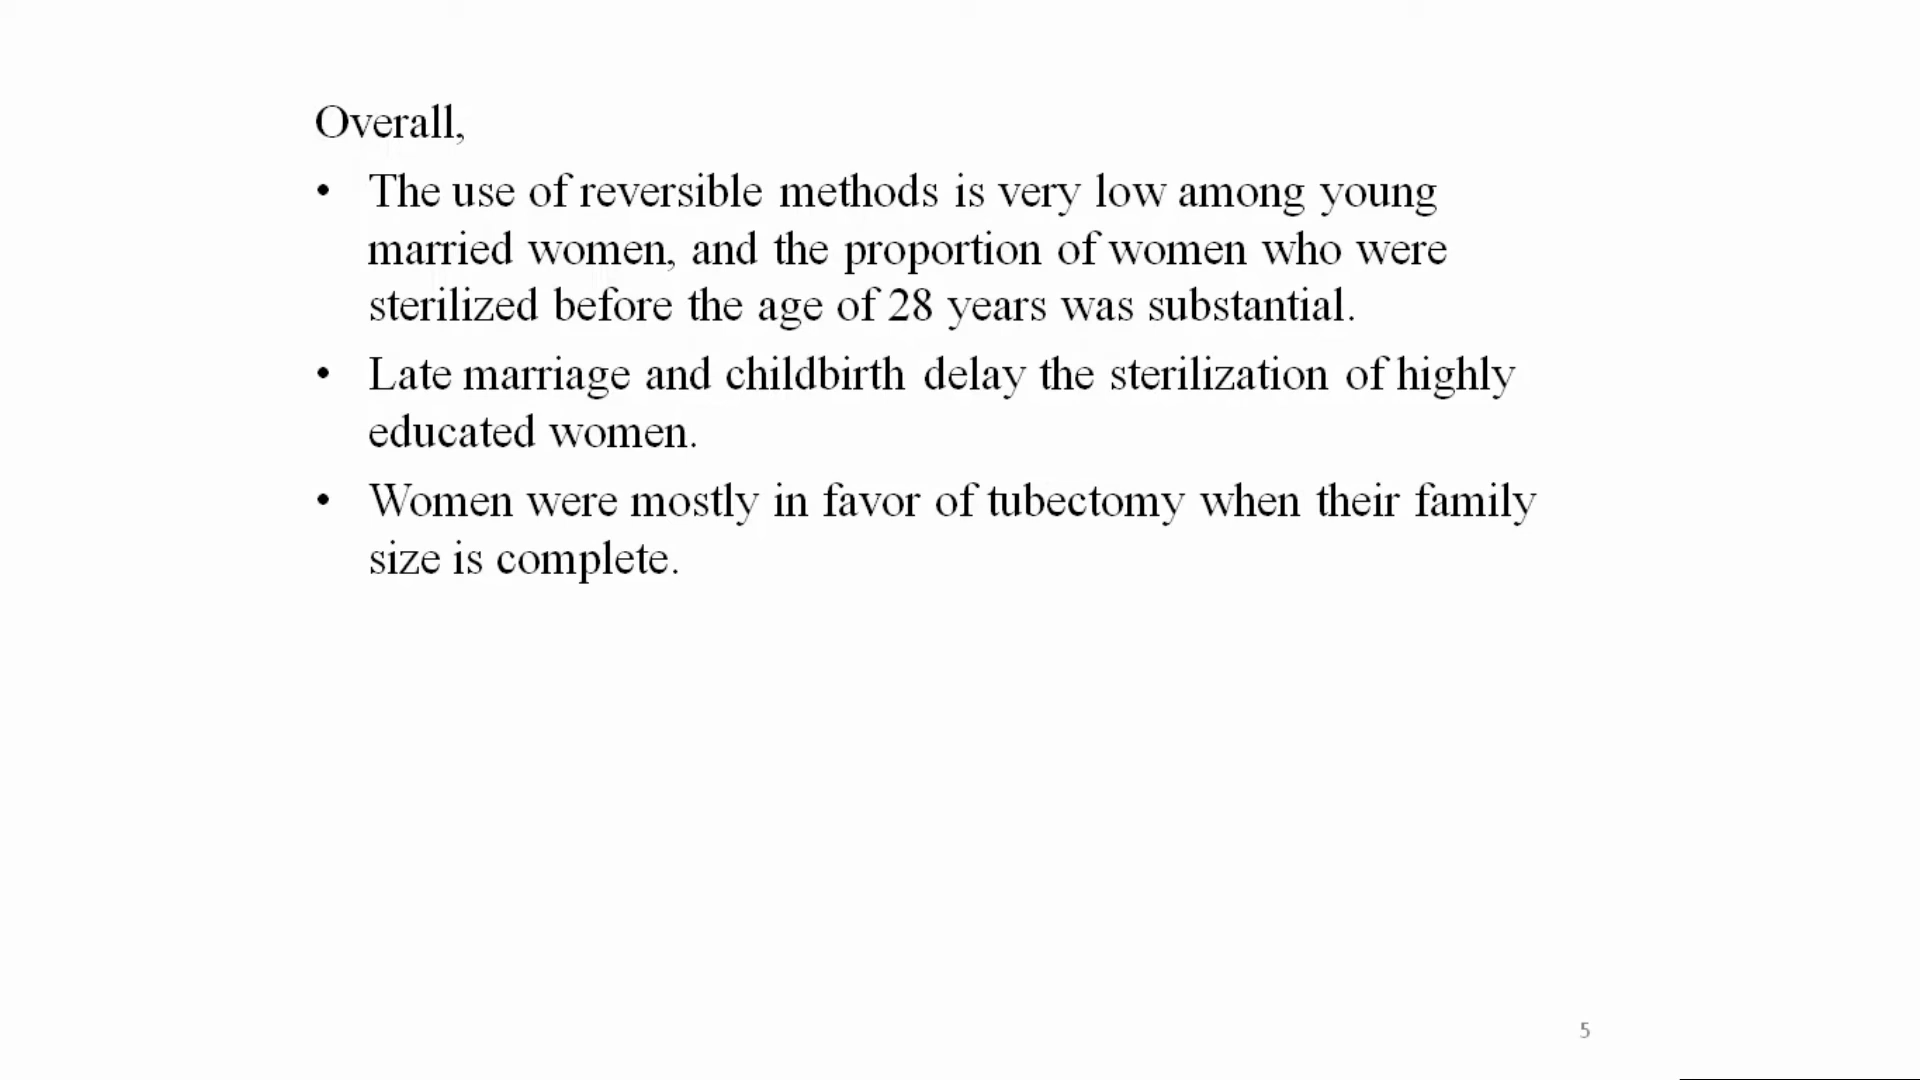 Overall,
• The use of reversible methods is very low among young
married women, and the proportion of women who were
sterilized before the age of 28 years was substantial.
• Late marriage and childbirth delay the sterilization of highly
educated women.
• Women were mostly in favor of tubectomy when their family
size is complete.
5